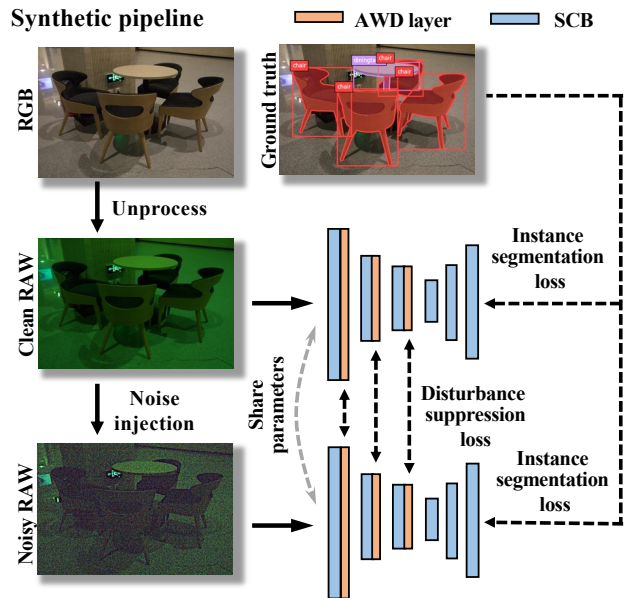 Synthetic pipeline
AWD layer
SCB
RGB
Ground truth
chair
diningta
chair
chair
chair
Unprocess
Clean RAW
Instance
segmentation
loss
Noise
injection
Share
parameters
Disturbance
suppression
loss
Noisy RAW
Instance
segmentation
loss